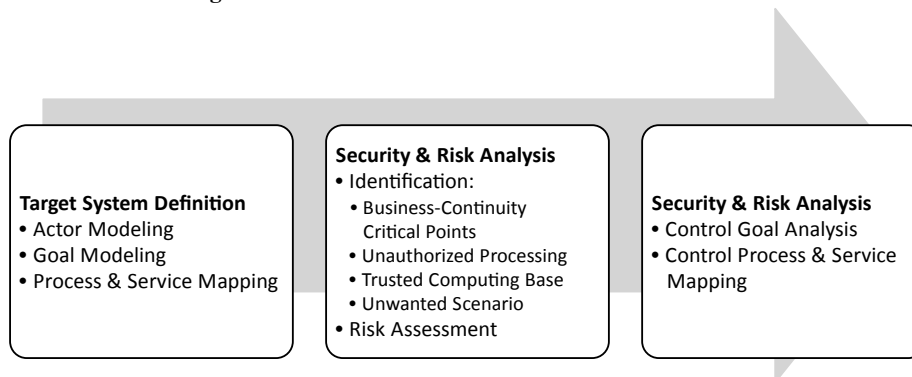 Target System Definition
• Actor Modeling
• Goal Modeling
• Process & Service Mapping
Security & Risk Analysis
• Identification:
• Business-Continuity
Critical Points
• Unauthorized Processing
• Trusted Computing Base
• Unwanted Scenario
• Risk Assessment
Security & Risk Analysis
• Control Goal Analysis
• Control Process & Service
Mapping